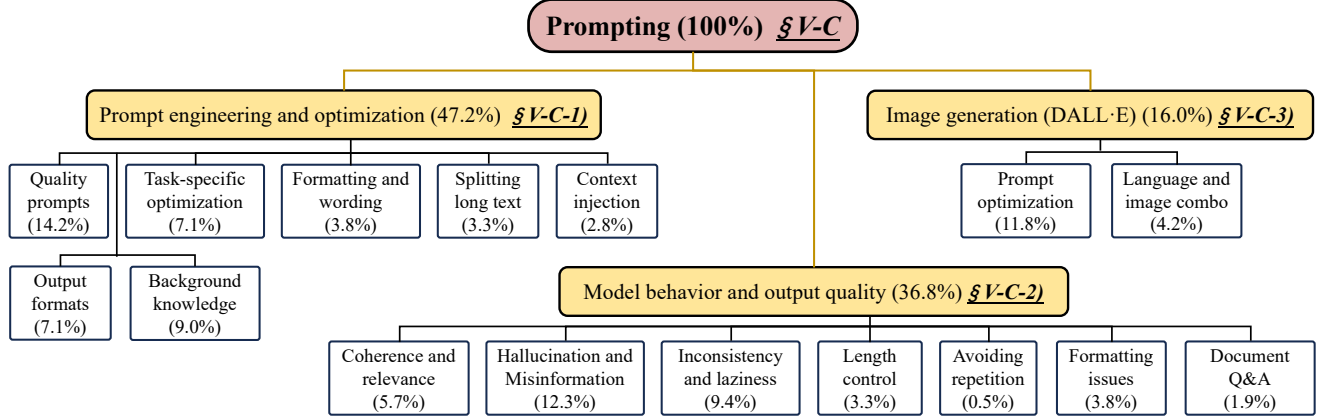 Prompting (100%) § V-C
Prompt engineering and optimization (47.2%) § V-C-1)
Quality
prompts
(14.2%)
Task-specific
optimization
(7.1%)
Formatting and
wording
(3.8%)
Splitting
long text
(3.3%)
Context
injection
(2.8%)
Output
formats
(7.1%)
Background
knowledge
(9.0%)
Image generation (DALL·E) (16.0%) § V-C-3)
Prompt
optimization
(11.8%)
Language and
image combo
(4.2%)
Model behavior and output quality (36.8%) § V-C-2)
Coherence and
relevance
(5.7%)
Hallucination and
Misinformation
(12.3%)
Inconsistency
and laziness
(9.4%)
Length
control
(3.3%)
Avoiding
repetition
(0.5%)
Formatting
issues
(3.8%)
Document
Q&A
(1.9%)